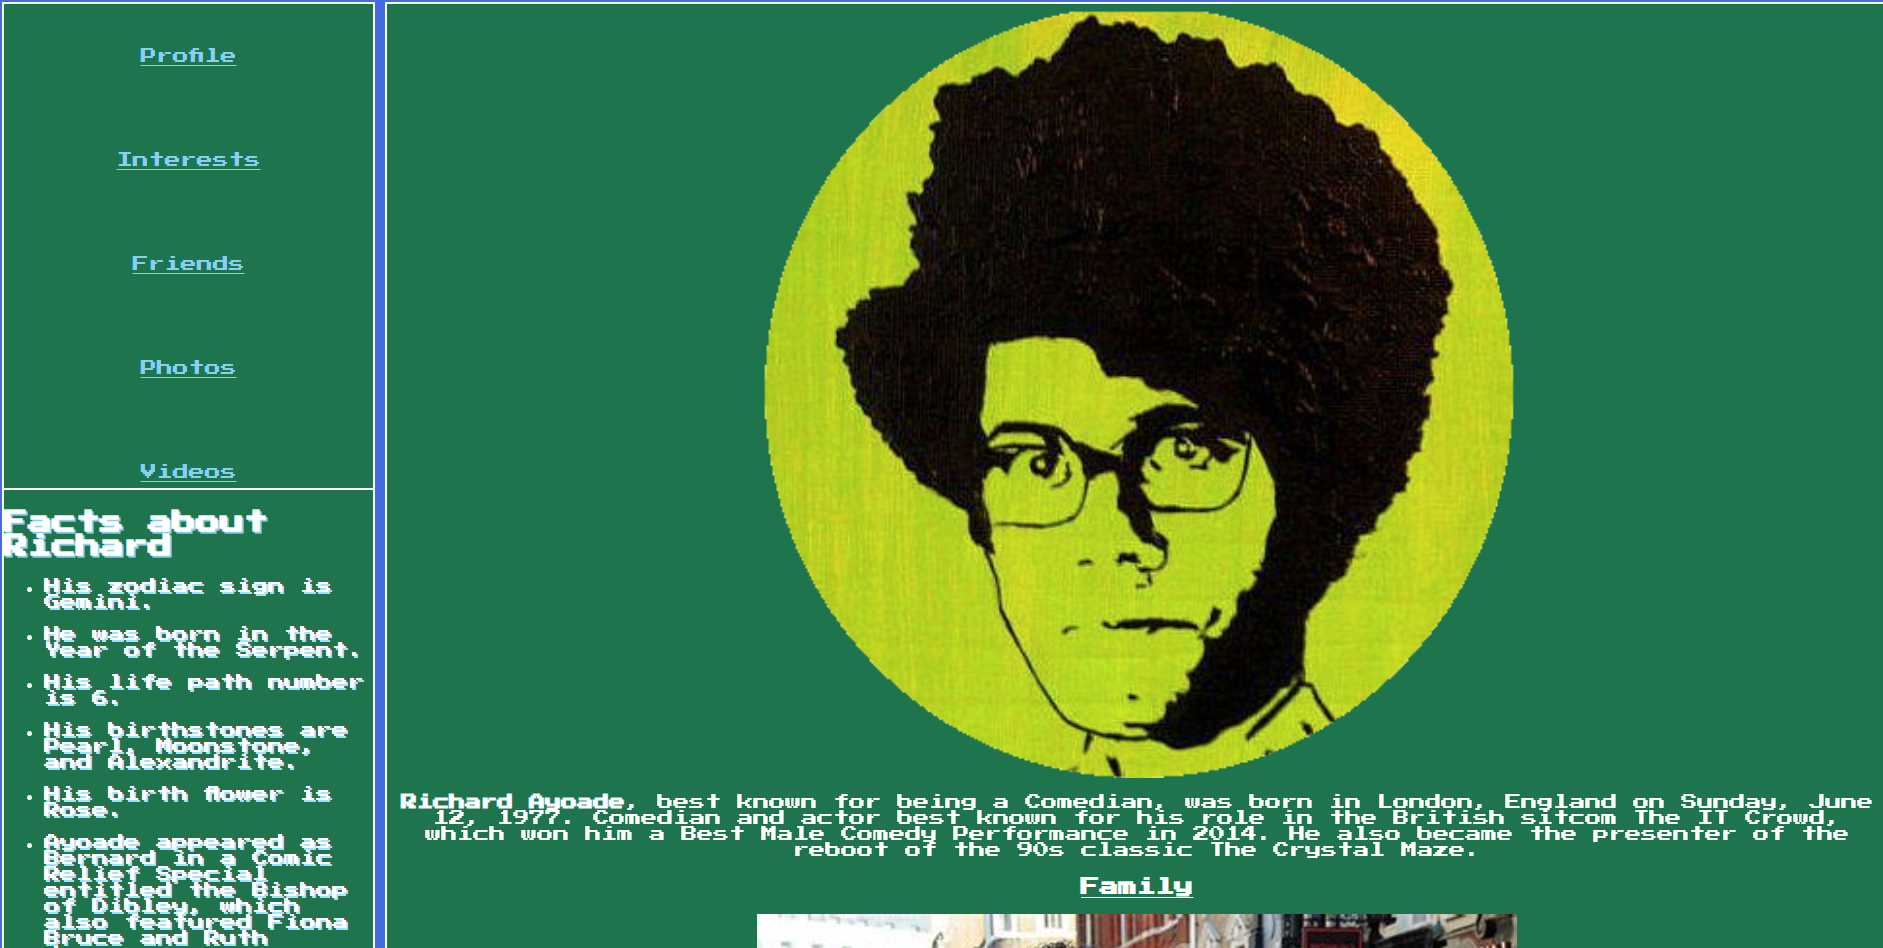 Profile
Interests
Friends
Photos
Videos
Facts about
Richard
His zodiac sign is
Gemini.
He was born in the
Year of the Serpent.
His life path number
is 6.
His birthstones are
Pearl, Moonstone,
and Alexandrite.
His birth flower is
Rose.
Ayoade appeared as
Bernard in a Comic
Relief Special
entitled the Bishop
of Dibley, which
also featured Fiona
Bruce and Ruth
Richard Ayoade, best known for being a Comedian, was born in London, England on Sunday, June
12, 1977. Comedian and actor best known for his role in the British sitcom The IT Crowd,
which won him a Best Male Comedy Performance in 2014. He also became the presenter of the
reboot of the 90s classic The Crystal Maze.
Family